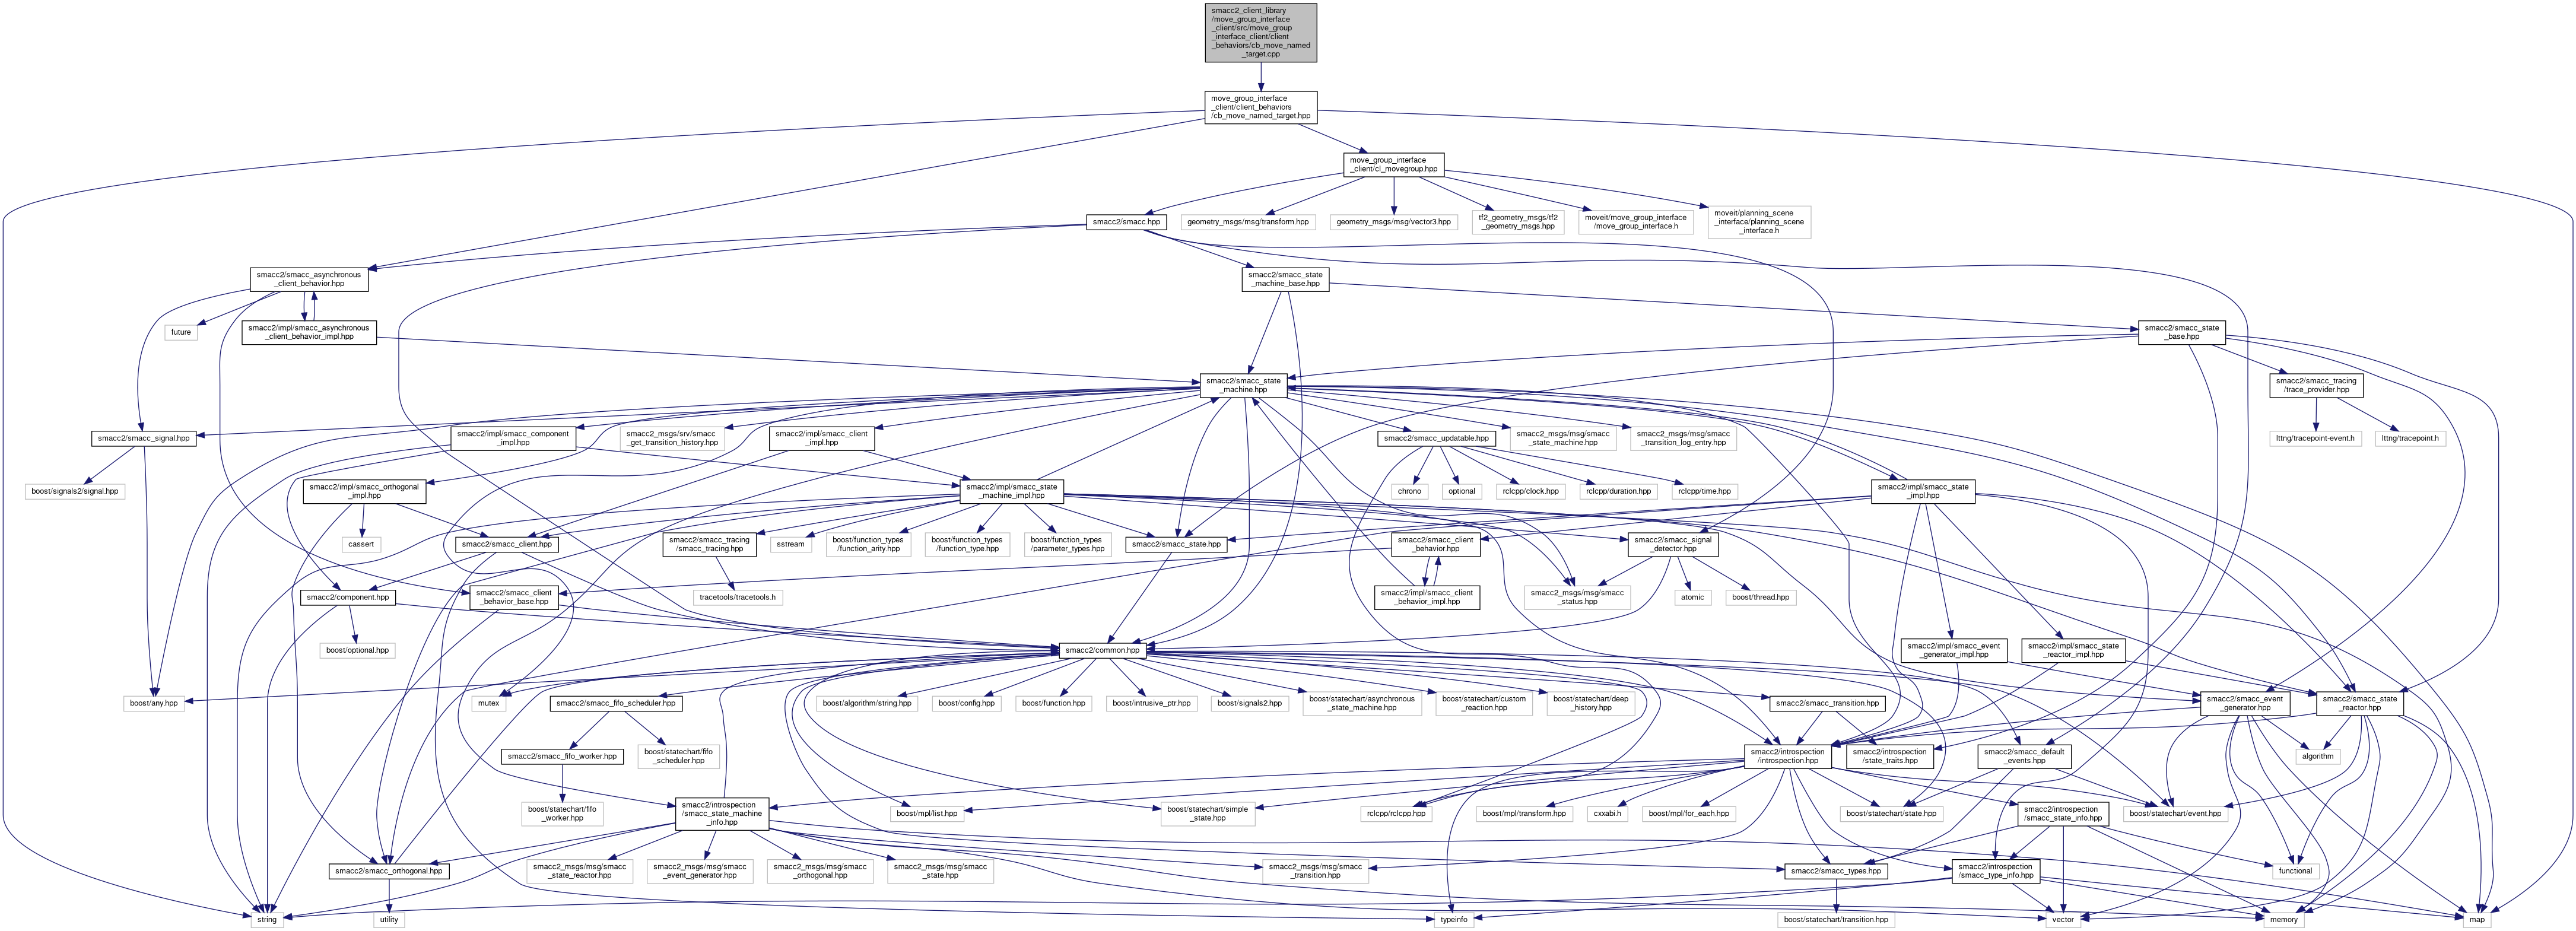 smacc2_client_library
/move_group_interface
_client/src/move_group
_interface_client/client
_behaviors/cb_move_named
_target.cpp
move_group_interface
_client/client_behaviors
/cb_move_named_target.hpp
move_group_interface
_client/cl_movegroup.hpp
smacc2/smacc.hpp
geometry_msgs/msg/transform.hpp
geometry_msgs/msg/vector3.hpp
tf2_geometry_msgs/tf2
_geometry_msgs.hpp
moveit/move_group_interface
/move_group_interface.h
moveit/planning_scene
_interface/planning_scene
_interface.h
smacc2/smacc_asynchronous
_client_behavior.hpp
smacc2/smacc_state
_machine_base.hpp
future
smacc2/impl/smacc_asynchronous
_client_behavior_impl.hpp
smacc2/smacc_state
_base.hpp
smacc2/smacc_state
_machine.hpp
smacc2/smacc_tracing
/trace_provider.hpp
smacc2/smacc_signal.hpp
smacc2/impl/smacc_component
_impl.hpp
smacc2_msgs/srv/smacc
_get_transition_history.hpp
smacc2/impl/smacc_client
_impl.hpp
smacc2/smacc_updatable.hpp
smacc2_msgs/msg/smacc
_state_machine.hpp
smacc2_msgs/msg/smacc
_transition_log_entry.hpp
lttng/tracepoint-event.h
lttng/tracepoint.h
boost/signals2/signal.hpp
smacc2/impl/smacc_orthogonal
_impl.hpp
smacc2/impl/smacc_state
_machine_impl.hpp
chrono
optional
rclcpp/clock.hpp
rclcpp/duration.hpp
rclcpp/time.hpp
smacc2/impl/smacc_state
_impl.hpp
cassert
smacc2/smacc_client.hpp
smacc2/smacc_tracing
/smacc_tracing.hpp
sstream
boost/function_types
/function_arity.hpp
boost/function_types
/function_type.hpp
boost/function_types
/parameter_types.hpp
smacc2/smacc_state.hpp
smacc2/smacc_client
_behavior.hpp
smacc2/smacc_signal
_detector.hpp
smacc2/component.hpp
smacc2/smacc_client
_behavior_base.hpp
tracetools/tracetools.h
smacc2/impl/smacc_client
_behavior_impl.hpp
smacc2_msgs/msg/smacc
_status.hpp
atomic
boost/thread.hpp
boost/optional.hpp
smacc2/common.hpp
smacc2/impl/smacc_event
_generator_impl.hpp
smacc2/impl/smacc_state
_reactor_impl.hpp
boost/any.hpp
mutex
smacc2/smacc_fifo_scheduler.hpp
boost/algorithm/string.hpp
boost/config.hpp
boost/function.hpp
boost/intrusive_ptr.hpp
boost/signals2.hpp
boost/statechart/asynchronous
_state_machine.hpp
boost/statechart/custom
_reaction.hpp
boost/statechart/deep
_history.hpp
smacc2/smacc_transition.hpp
smacc2/smacc_event
_generator.hpp
smacc2/smacc_state
_reactor.hpp
smacc2/smacc_fifo_worker.hpp
boost/statechart/fifo
_scheduler.hpp
smacc2/introspection
/introspection.hpp
smacc2/introspection
/state_traits.hpp
smacc2/smacc_default
_events.hpp
algorithm
boost/statechart/fifo
_worker.hpp
smacc2/introspection
/smacc_state_machine
_info.hpp
boost/mpl/list.hpp
boost/statechart/simple
_state.hpp
rclcpp/rclcpp.hpp
boost/mpl/transform.hpp
cxxabi.h
boost/mpl/for_each.hpp
boost/statechart/state.hpp
smacc2/introspection
/smacc_state_info.hpp
boost/statechart/event.hpp
smacc2/smacc_orthogonal.hpp
smacc2_msgs/msg/smacc
_state_reactor.hpp
smacc2_msgs/msg/smacc
_event_generator.hpp
smacc2_msgs/msg/smacc
_orthogonal.hpp
smacc2_msgs/msg/smacc
_state.hpp
smacc2_msgs/msg/smacc
_transition.hpp
smacc2/smacc_types.hpp
smacc2/introspection
/smacc_type_info.hpp
functional
string
utility
typeinfo
boost/statechart/transition.hpp
vector
memory
map